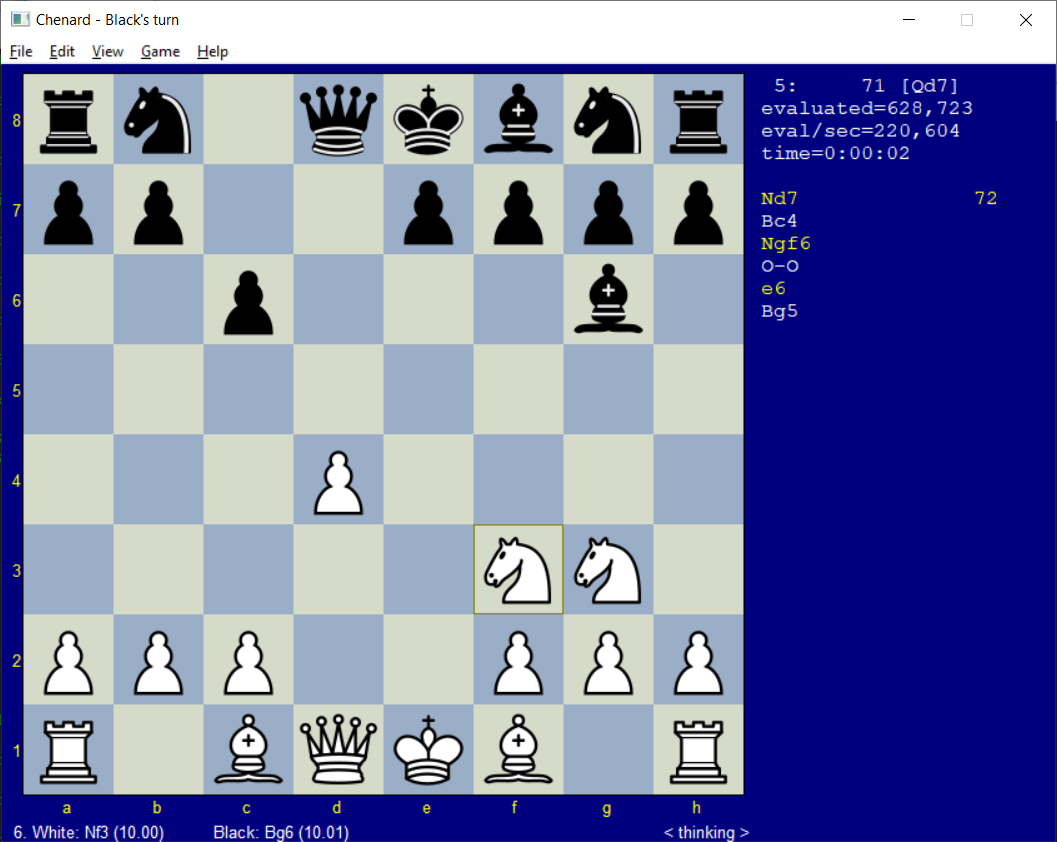 Chenard - Black's turn
File Edit View Game Help
5: 71 [Qd7]
evaluated=628,723
eval/sec=220,604
time=0:00:02
Nd7 72
Bc4
Ngf6
O-O
e6
Bg5
8
7
6
5
4
3
2
1
a b c d e f g h
6. White: Nf3 (10.00) Black: Bg6 (10.01) < thinking >